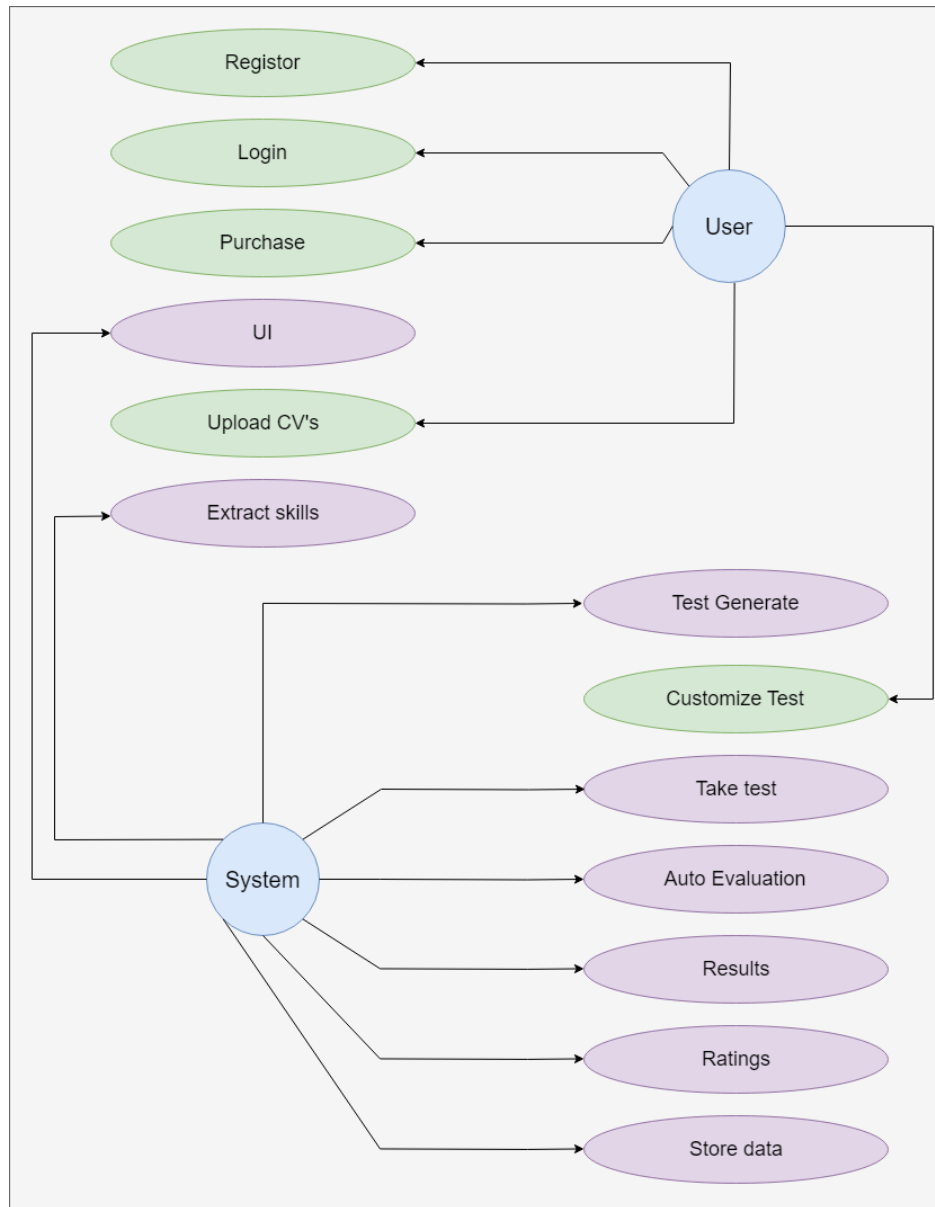 Registor
Login
User
Purchase
UI
Upload CV's
Extract skills
Test Generate
Customize Test
Take test
System
Auto Evaluation
Results
Ratings
Store data